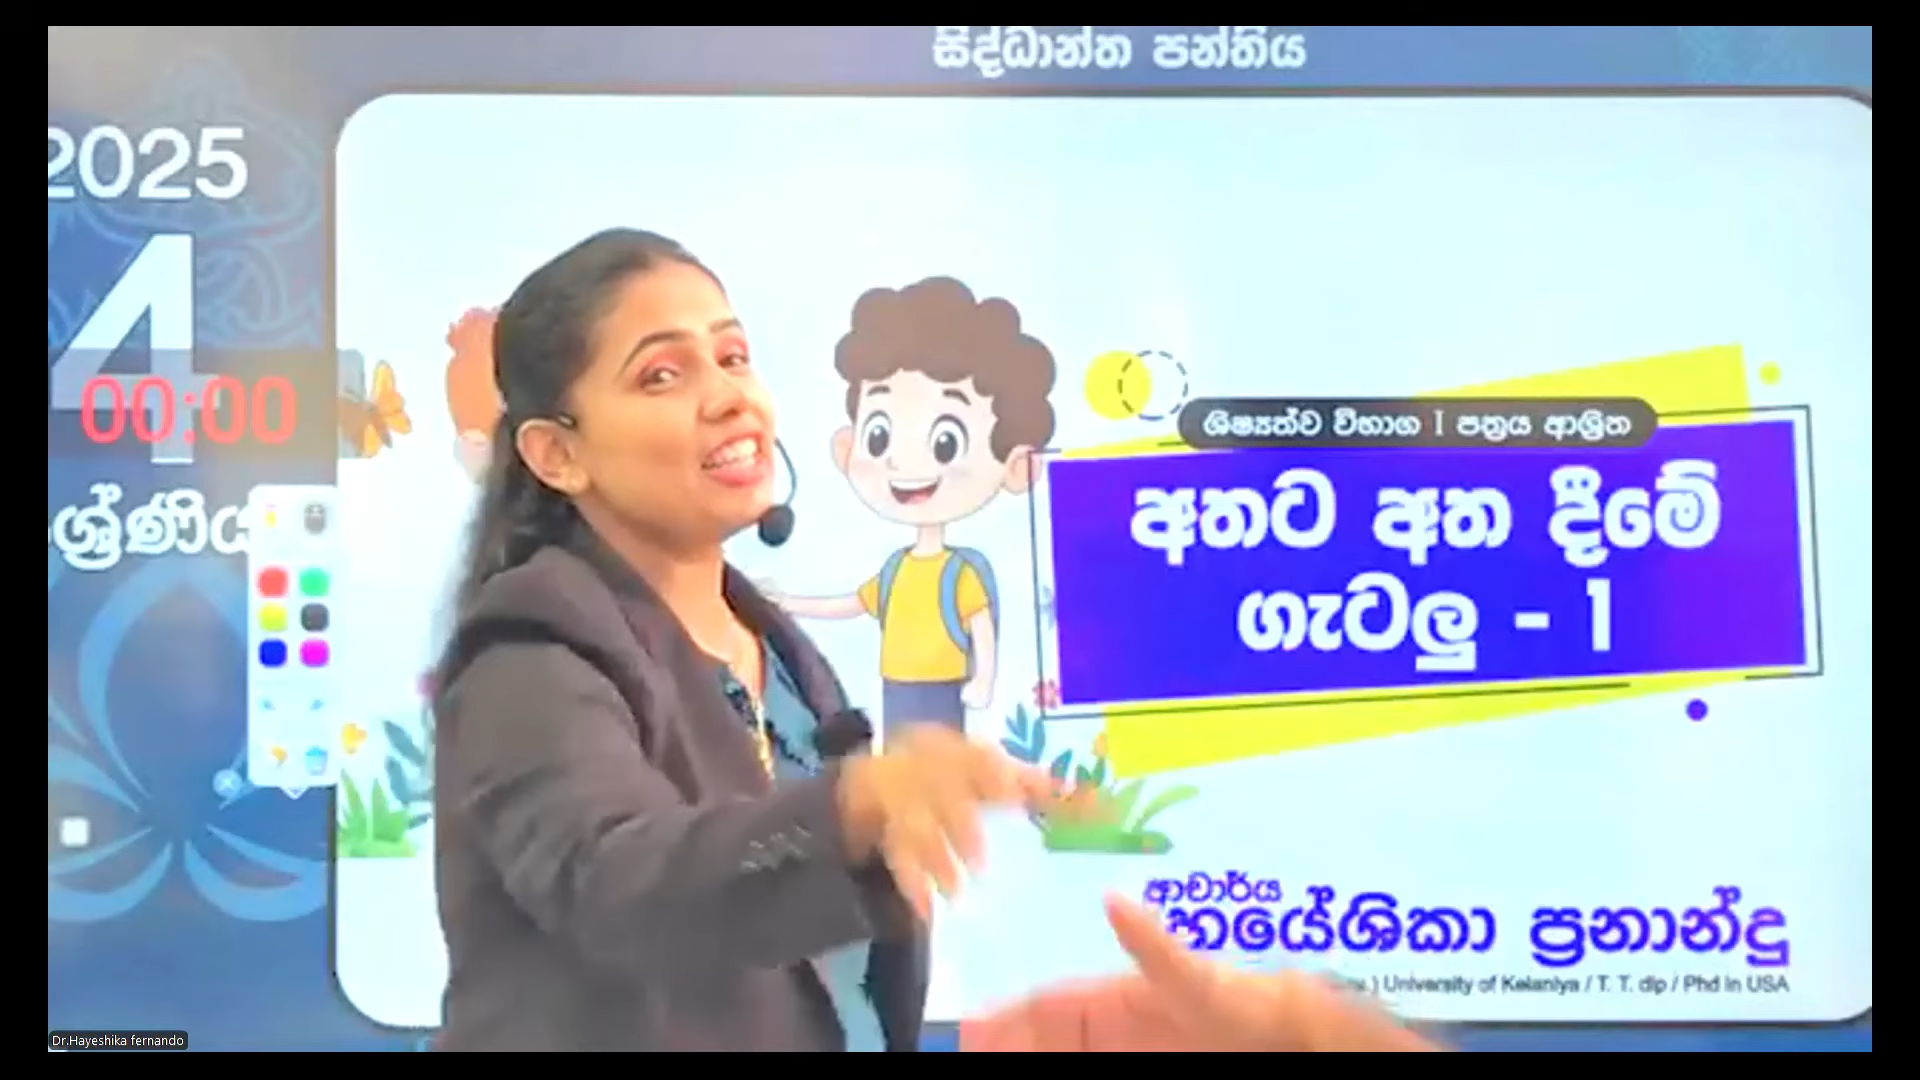 සිද්ධාන්ත පන්තිය
2025
4
00:00
ශ්‍රේණිය
ශිෂ්‍යත්ව විභාග I පත්‍රය ආශ්‍රිත
අතට අත දීමේ
ගැටලු - 1
ආචාර්ය
හයේශිකා ප්‍රනාන්දු
) University of Kelaniya / T. T. dip / Phd in USA
Dr.Hayeshika fernando